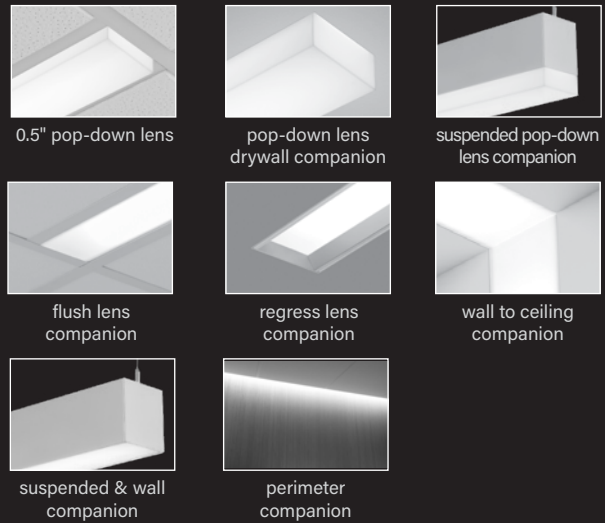 0.5" pop-down lens
pop-down lens
drywall companion
suspended pop-down
lens companion
flush lens
companion
regress lens
companion
wall to ceiling
companion
suspended & wall
companion
perimeter
companion